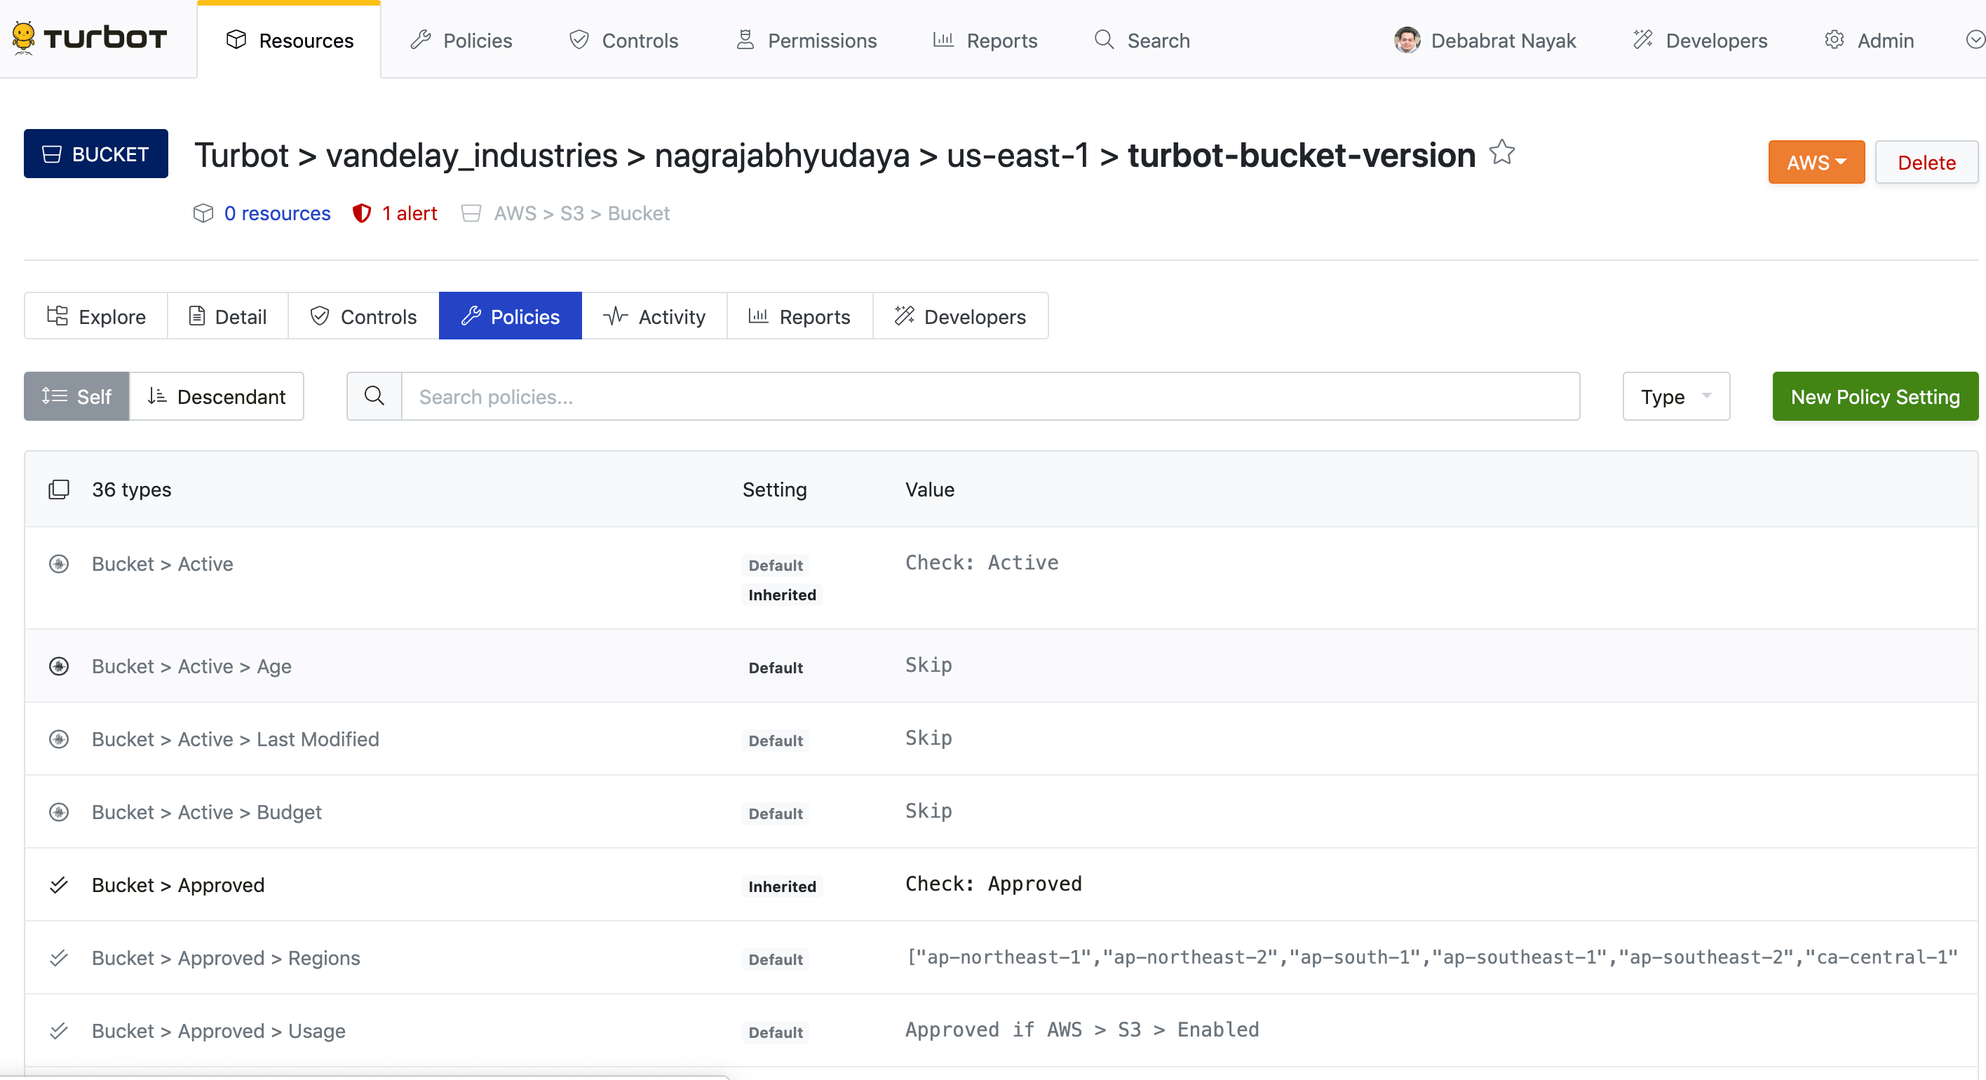 TURBOT
Resources
Policies
Controls
Permissions
Reports
Search
Debabrat Nayak
Developers
Admin
BUCKET
Turbot > vandelay_industries > nagrajabhyudaya > us-east-1 > turbot-bucket-version
AWS
Delete
0 resources
1 alert
AWS > S3 > Bucket
Explore
Detail
Controls
Policies
Activity
Reports
Developers
Self
Descendant
Search policies...
Type
New Policy Setting
36 types
Setting
Value
Bucket > Active
Default
Inherited
Check: Active
Bucket > Active > Age
Default
Skip
Bucket > Active > Last Modified
Default
Skip
Bucket > Active > Budget
Default
Skip
Bucket > Approved
Inherited
Check: Approved
Bucket > Approved > Regions
Default
["ap-northeast-1","ap-northeast-2","ap-south-1","ap-southeast-1","ap-southeast-2","ca-central-1"
Bucket > Approved > Usage
Default
Approved if AWS > S3 > Enabled